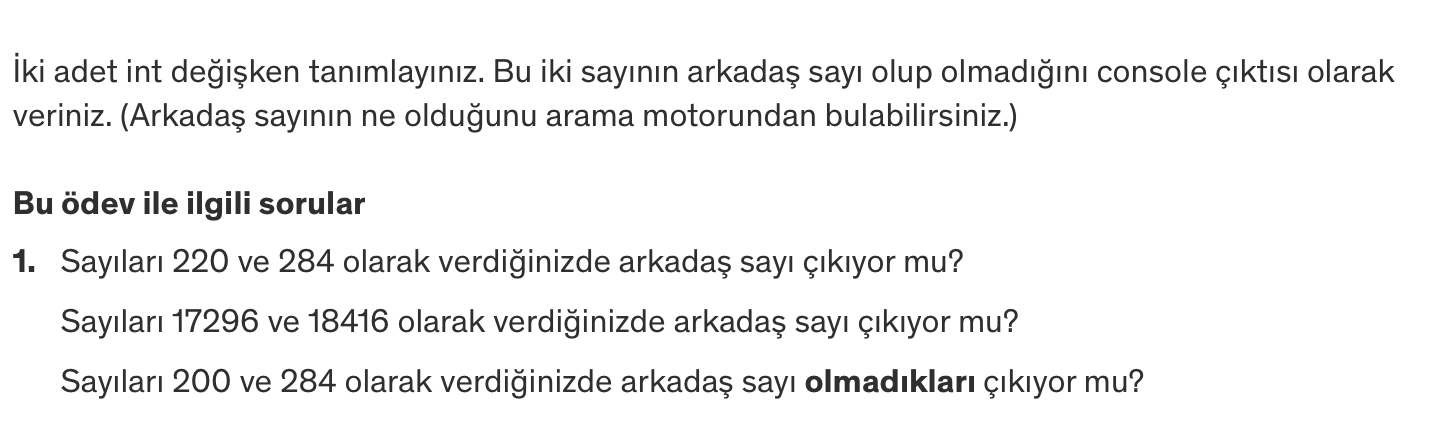 İki adet int değişken tanımlayınız. Bu iki sayının arkadaş sayı olup olmadığını console çıktısı olarak
veriniz. (Arkadaş sayının ne olduğunu arama motorundan bulabilirsiniz.)
Bu ödev ile ilgili sorular
1. Sayıları 220 ve 284 olarak verdiğinizde arkadaş sayı çıkıyor mu?
Sayıları 17296 ve 18416 olarak verdiğinizde arkadaş sayı çıkıyor mu?
Sayıları 200 ve 284 olarak verdiğinizde arkadaş sayı olmadıkları çıkıyor mu?